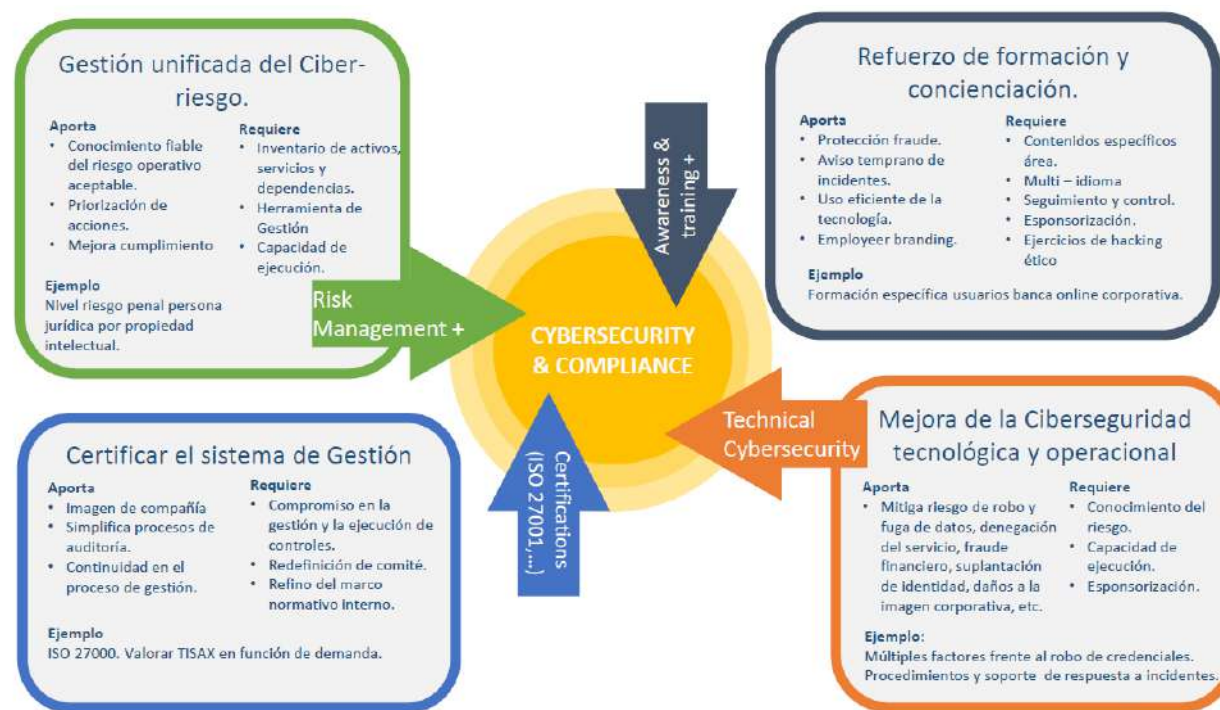 Gestión unificada del Ciber-
riesgo.
Aporta
• Conocimiento fiable
del riesgo operativo
aceptable.
• Priorización de
acciones.
• Mejora cumplimiento
Requiere
• Inventario de activos,
servicios y
dependencias.
• Herramienta de
Gestión
• Capacidad de
ejecución.
Ejemplo
Nivel riesgo penal persona
jurídica por propiedad
intelectual.
Risk
Management +
Awareness &
training +
Refuerzo de formación y
concienciación.
Aporta
• Protección fraude.
• Aviso temprano de
incidentes.
• Uso eficiente de la
tecnología.
• Employeer branding.
Requiere
• Contenidos específicos
área.
• Multi – idioma
• Seguimiento y control.
• Esponsorización.
• Ejercicios de hacking
ético
Ejemplo
Formación específica usuarios banca online corporativa.
CYBERSECURITY
& COMPLIANCE
Certificar el sistema de Gestión
Aporta
• Imagen de compañía
• Simplifica procesos de
auditoría.
• Continuidad en el
proceso de gestión.
Requiere
• Compromiso en la
gestión y la ejecución de
controles.
• Redefinición de comité.
• Refino del marco
normativo interno.
Ejemplo
ISO 27000. Valorar TISAX en función de demanda.
Certifications
(ISO 27001,...)
Technical
Cybersecurity
Mejora de la Ciberseguridad
tecnológica y operacional
Aporta
• Mitiga riesgo de robo y
fuga de datos, denegación
del servicio, fraude
financiero, suplantación
de identidad, daños a la
imagen corporativa, etc.
Requiere
• Conocimiento del
riesgo.
• Capacidad de
ejecución.
• Esponsorización.
Ejemplo:
Múltiples factores frente al robo de credenciales.
Procedimientos y soporte de respuesta a incidentes.